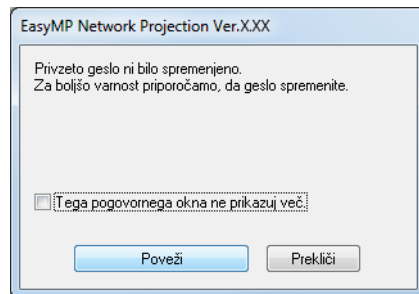 EasyMP Network Projection Ver.X.XX
Privzeto geslo ni bilo spremenjeno.
Za boljšo varnost priporočamo, da geslo spremenite.
Tega pogovornega okna ne prikazuj več.
Poveži
Prekliči